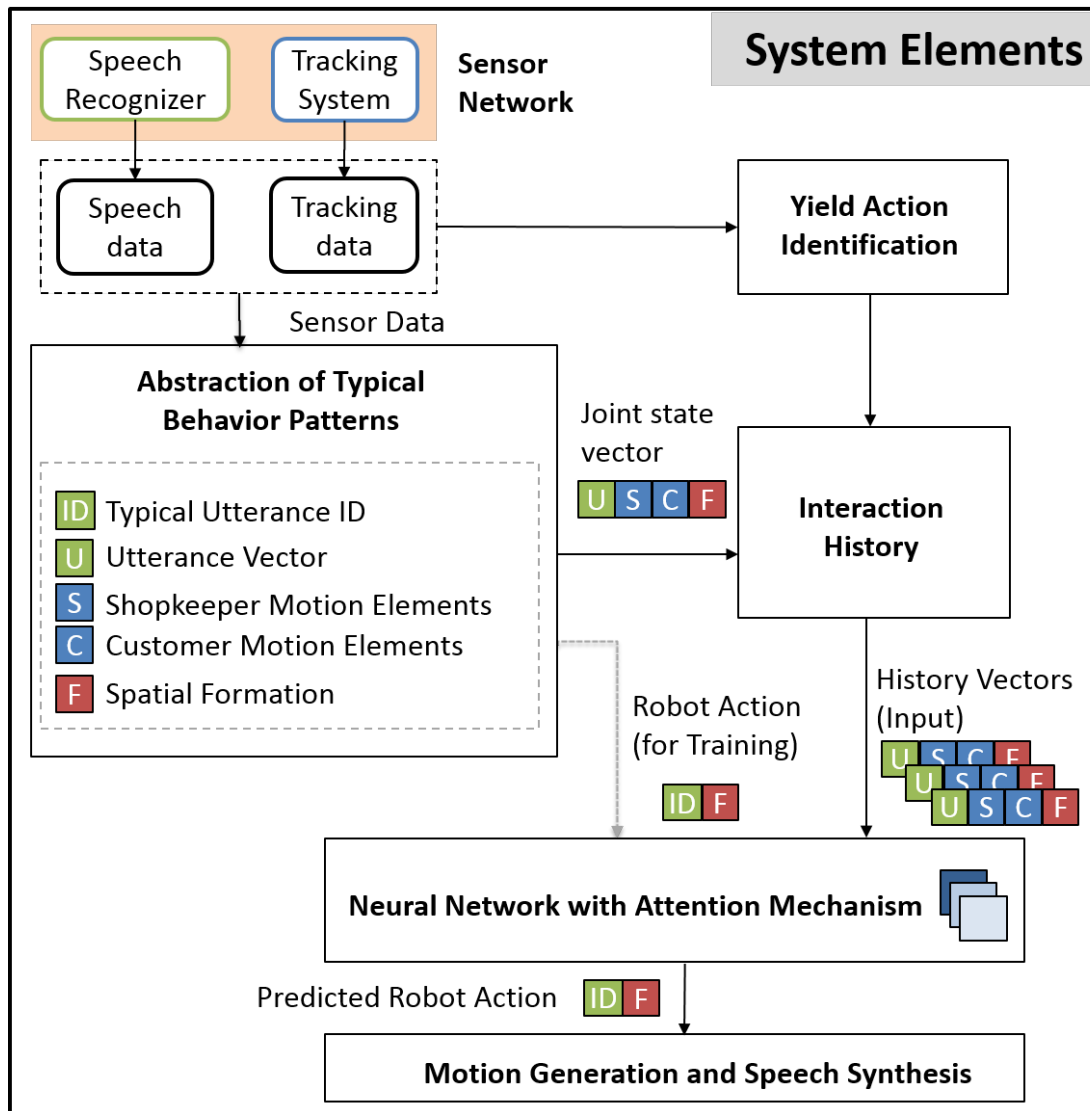 System Elements
Speech
Recognizer
Tracking
System
Sensor
Network
Speech
data
Tracking
data
Yield Action
Identification
Sensor Data
Abstraction of Typical
Behavior Patterns
ID Typical Utterance ID
U Utterance Vector
S Shopkeeper Motion Elements
C Customer Motion Elements
F Spatial Formation
Joint state
vector
U S C F
Interaction
History
Robot Action
(for Training)
ID F
History Vectors
(Input)
U S C F
U S C F
U S C F
Neural Network with Attention Mechanism
Predicted Robot Action ID F
Motion Generation and Speech Synthesis